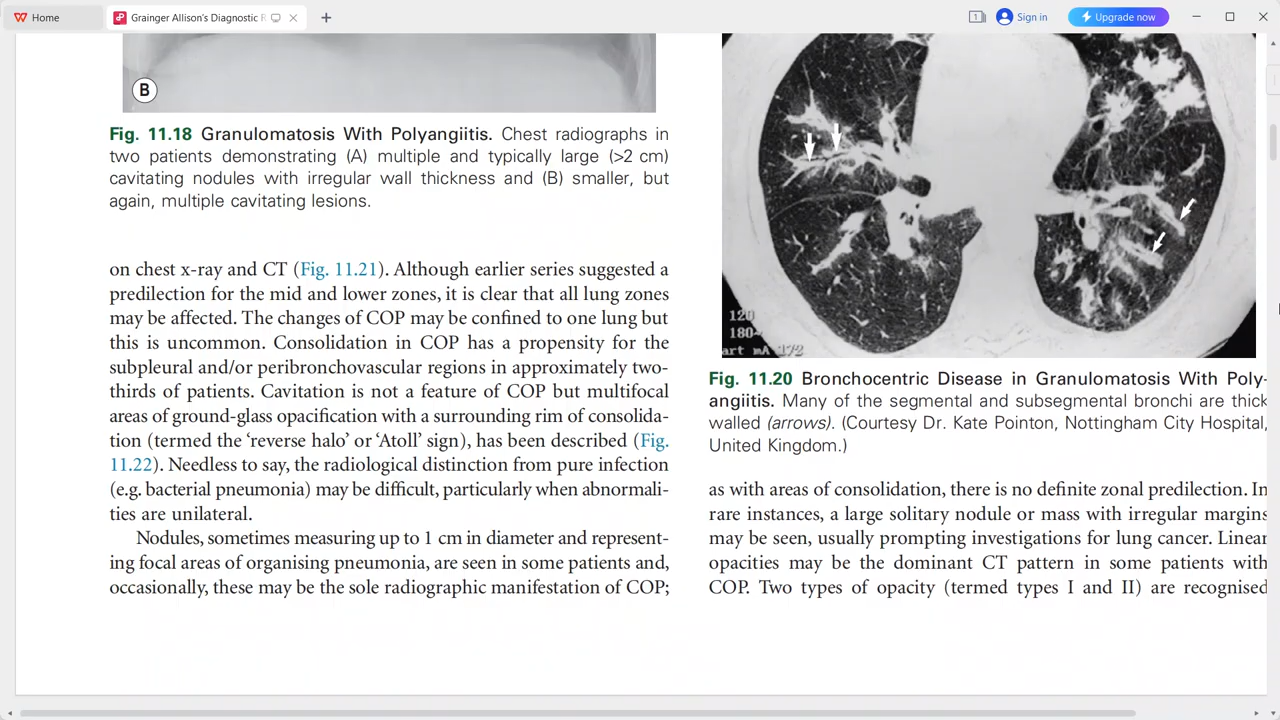 Home
Grainger Allison's Diagnostic R
1
Sign in
Upgrade now
B
Fig. 11.18 Granulomatosis With Polyangiitis. Chest radiographs in
two patients demonstrating (A) multiple and typically large (>2 cm)
cavitating nodules with irregular wall thickness and (B) smaller, but
again, multiple cavitating lesions.
on chest x-ray and CT (Fig. 11.21). Although earlier series suggested a
predilection for the mid and lower zones, it is clear that all lung zones
may be affected. The changes of COP may be confined to one lung but
this is uncommon. Consolidation in COP has a propensity for the
subpleural and/or peribronchovascular regions in approximately two-
thirds of patients. Cavitation is not a feature of COP but multifocal
areas of ground-glass opacification with a surrounding rim of consolida-
tion (termed the ‘reverse halo’ or ‘Atoll’ sign), has been described (Fig.
11.22). Needless to say, the radiological distinction from pure infection
(e.g. bacterial pneumonia) may be difficult, particularly when abnormali-
ties are unilateral.
Nodules, sometimes measuring up to 1 cm in diameter and represent-
ing focal areas of organising pneumonia, are seen in some patients and,
occasionally, these may be the sole radiographic manifestation of COP;
120
180
art mA 172
Fig. 11.20 Bronchocentric Disease in Granulomatosis With Poly-
angiitis. Many of the segmental and subsegmental bronchi are thick
walled (arrows). (Courtesy Dr. Kate Pointon, Nottingham City Hospital,
United Kingdom.)
as with areas of consolidation, there is no definite zonal predilection. In
rare instances, a large solitary nodule or mass with irregular margins
may be seen, usually prompting investigations for lung cancer. Linear
opacities may be the dominant CT pattern in some patients with
COP. Two types of opacity (termed types I and II) are recognised